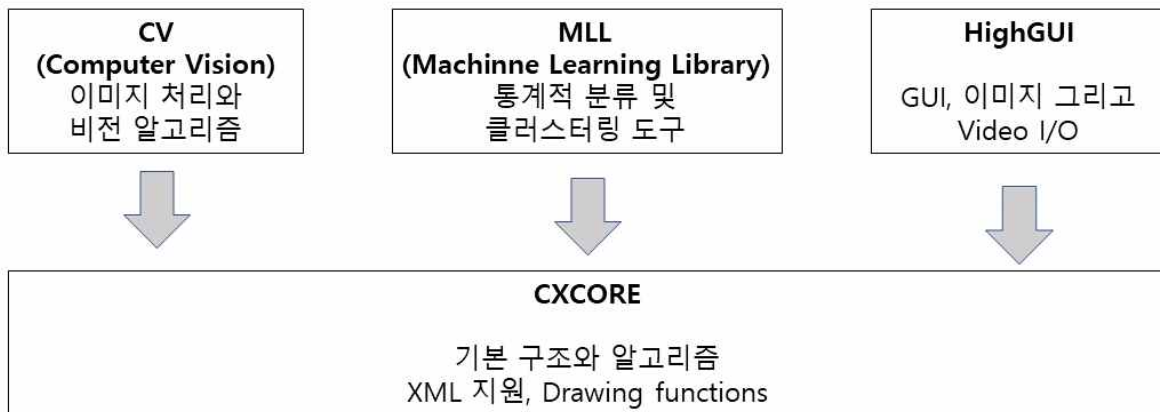 CV
(Computer Vision)
이미지 처리와
비전 알고리즘
MLL
(Machinne Learning Library)
통계적 분류 및
클러스터링 도구
HighGUI
GUI, 이미지 그리고
Video I/O
CXCORE
기본 구조와 알고리즘
XML 지원, Drawing functions